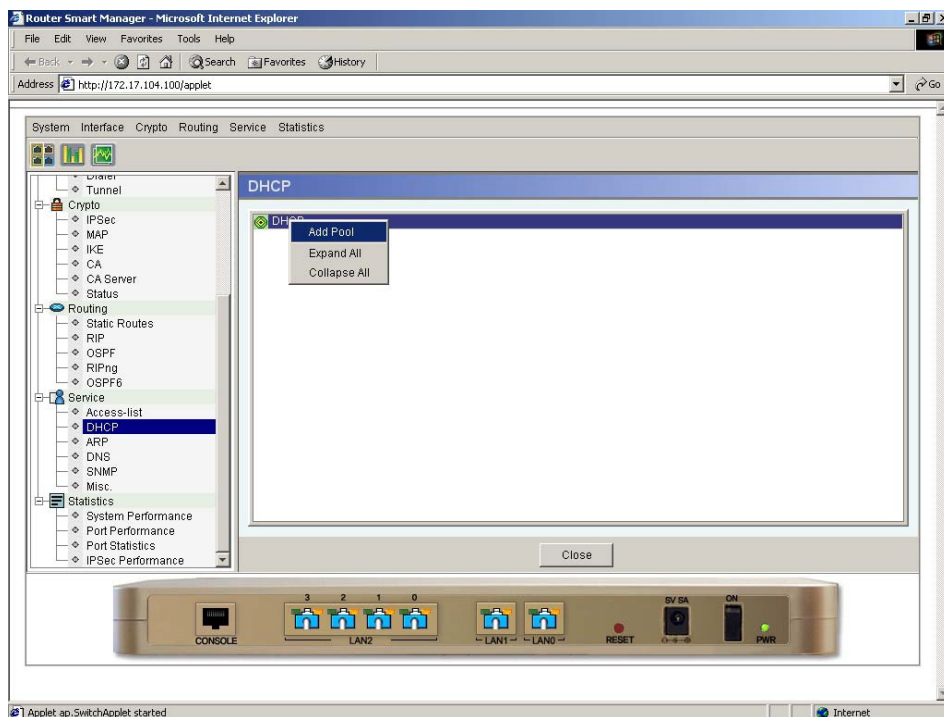 Router Smart Manager - Microsoft Internet Explorer
File Edit View Favorites Tools Help
Back Search Favorites History
Address http://172.17.104.100/applet Go
System Interface Crypto Routing Service Statistics
Dialer
Tunnel
Crypto
IPSec
MAP
IKE
CA
CA Server
Status
Routing
Static Routes
RIP
OSPF
RIPng
OSPF6
Service
Access-list
DHCP
ARP
DNS
SNMP
Misc.
Statistics
System Performance
Port Performance
Port Statistics
IPSec Performance
DHCP
DHCP
Add Pool
Expand All
Collapse All
Close
3 2 1 0
5V 5A ON
CONSOLE LAN2 LAN1 LAN0 RESET PWR
Applet ap.SwitchApplet started Internet